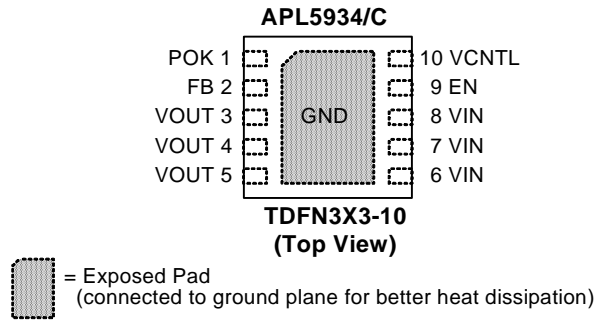 APL5934/C
POK 1
10 VCNTL
FB 2
9 EN
VOUT 3
GND
8 VIN
VOUT 4
7 VIN
VOUT 5
6 VIN
TDFN3X3-10
(Top View)
= Exposed Pad
(connected to ground plane for better heat dissipation)